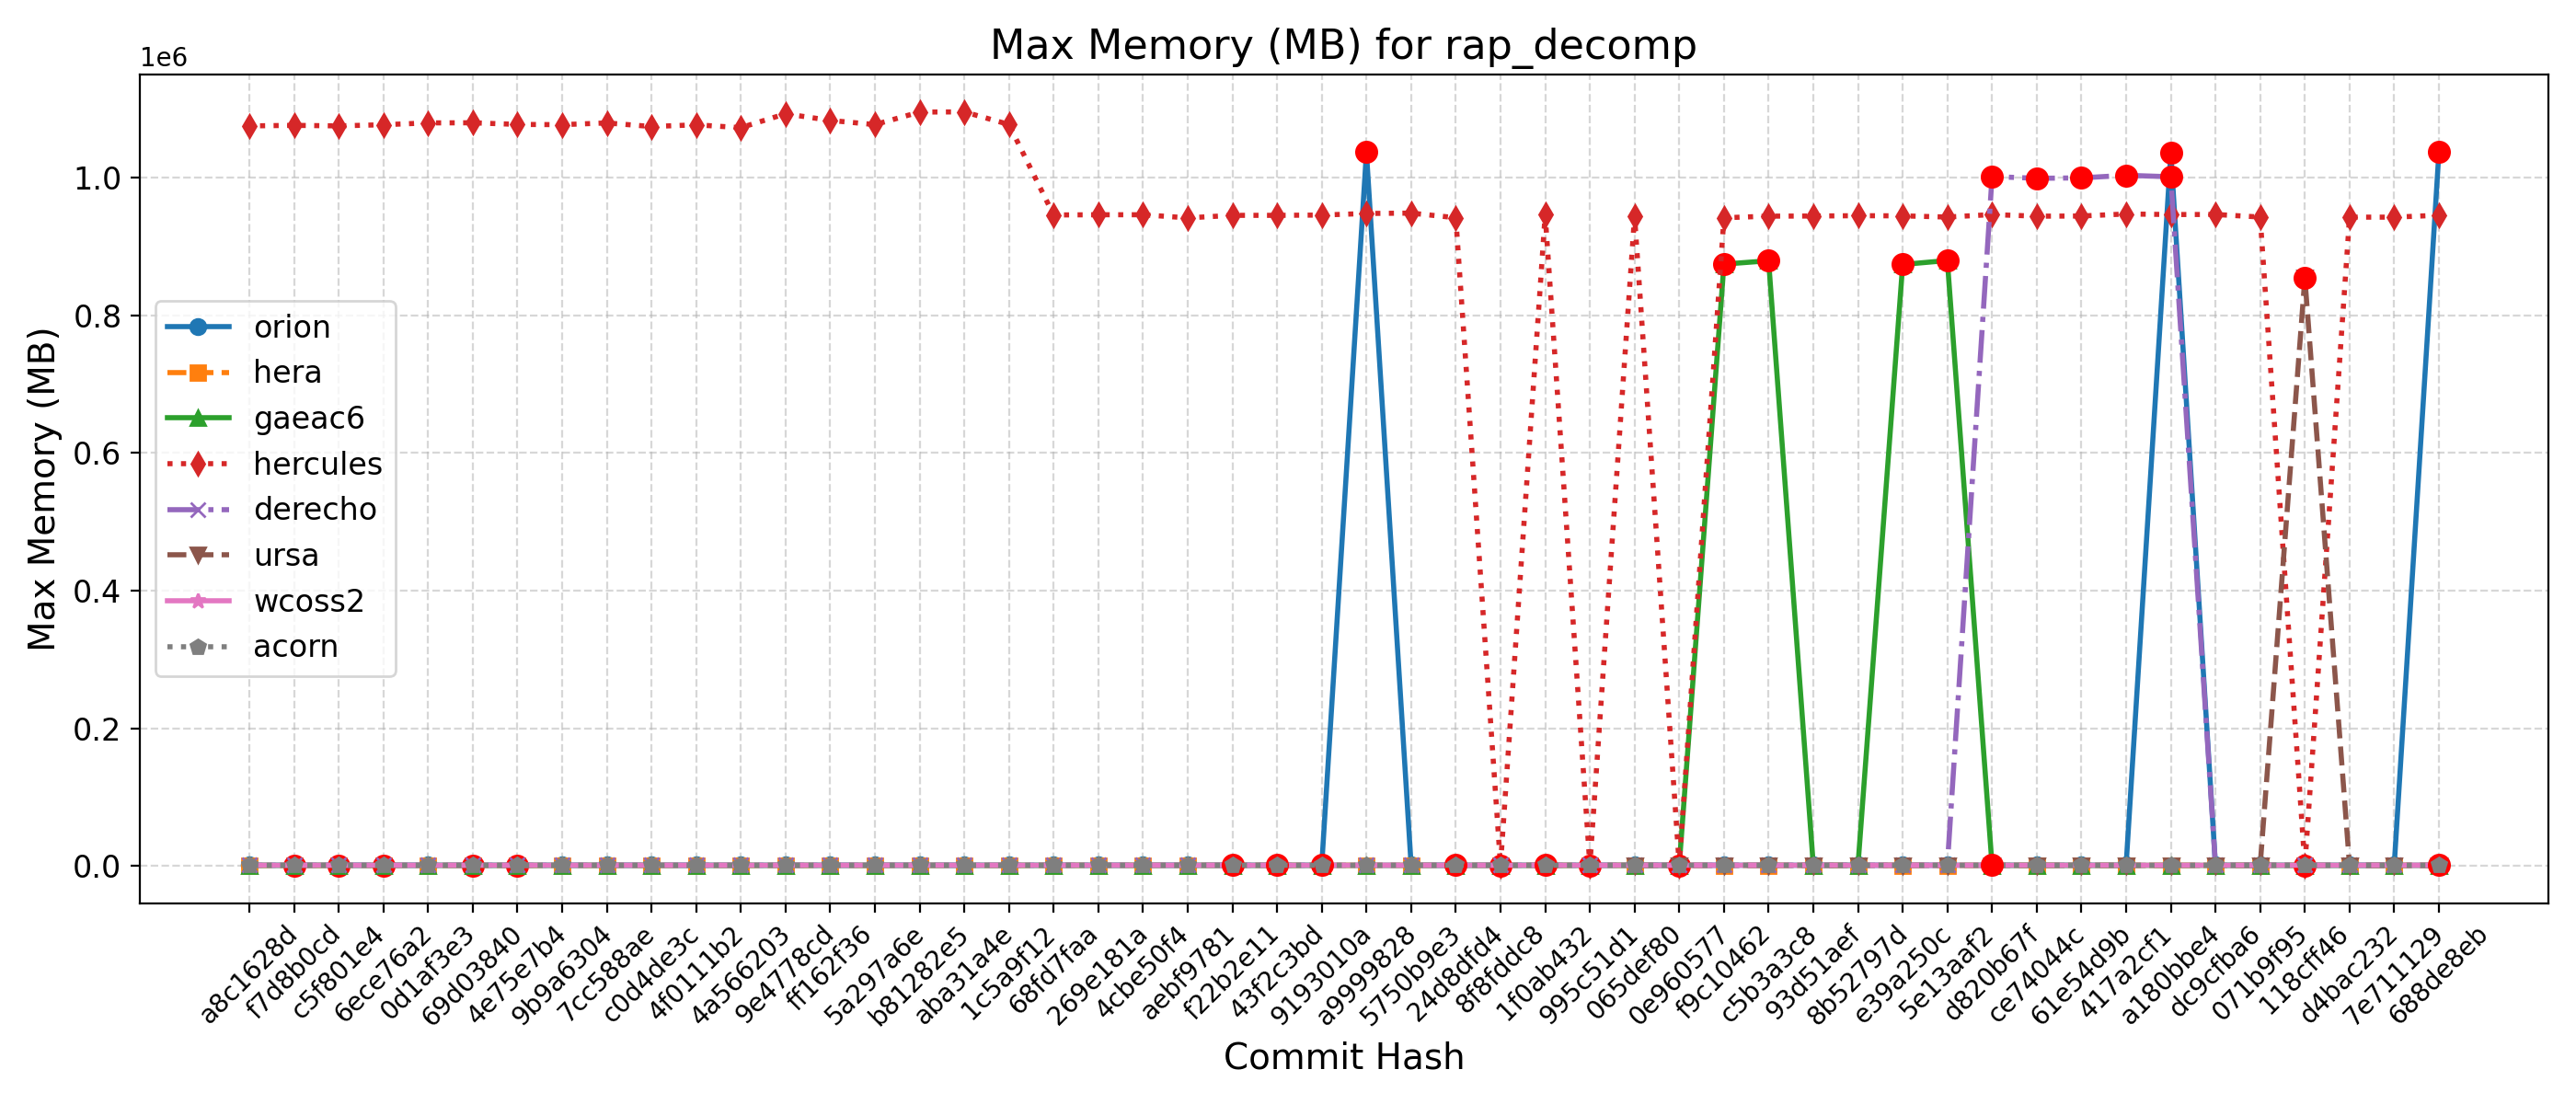 Max Memory (MB) for rap_decomp
1e6
1.0
0.8
0.6
0.4
0.2
0.0
Max Memory (MB)
orion
hera
gaeac6
hercules
derecho
ursa
wcoss2
acorn
a8c1628d
f7d8b0cd
c5f801e4
6ece76a2
0d1af3e3
69d03840
4e75e7b4
9b9a6304
7cc588ae
c0d4de3c
4f0111b2
4a566203
9e4778cd
ff162f36
5a297a6e
b81282e5
aba31a4e
1c5a9f12
68fd7faa
269e181a
4cbe50f4
aebf9781
f22b2e11
43f2c3bd
9193010a
a9999828
5750b9e3
24d8dfd4
8f8fddc8
1f0ab432
995c51d1
065def80
0e960577
f9c10462
c5b3a3c8
93d51aef
8b52797d
e39a250c
5e13aaf2
d820b67f
ce74044c
61e54d9b
417a2cf1
a180bbe4
dc9cfba6
071b9f95
118cff46
d4bac232
7e711129
688de8eb
Commit Hash